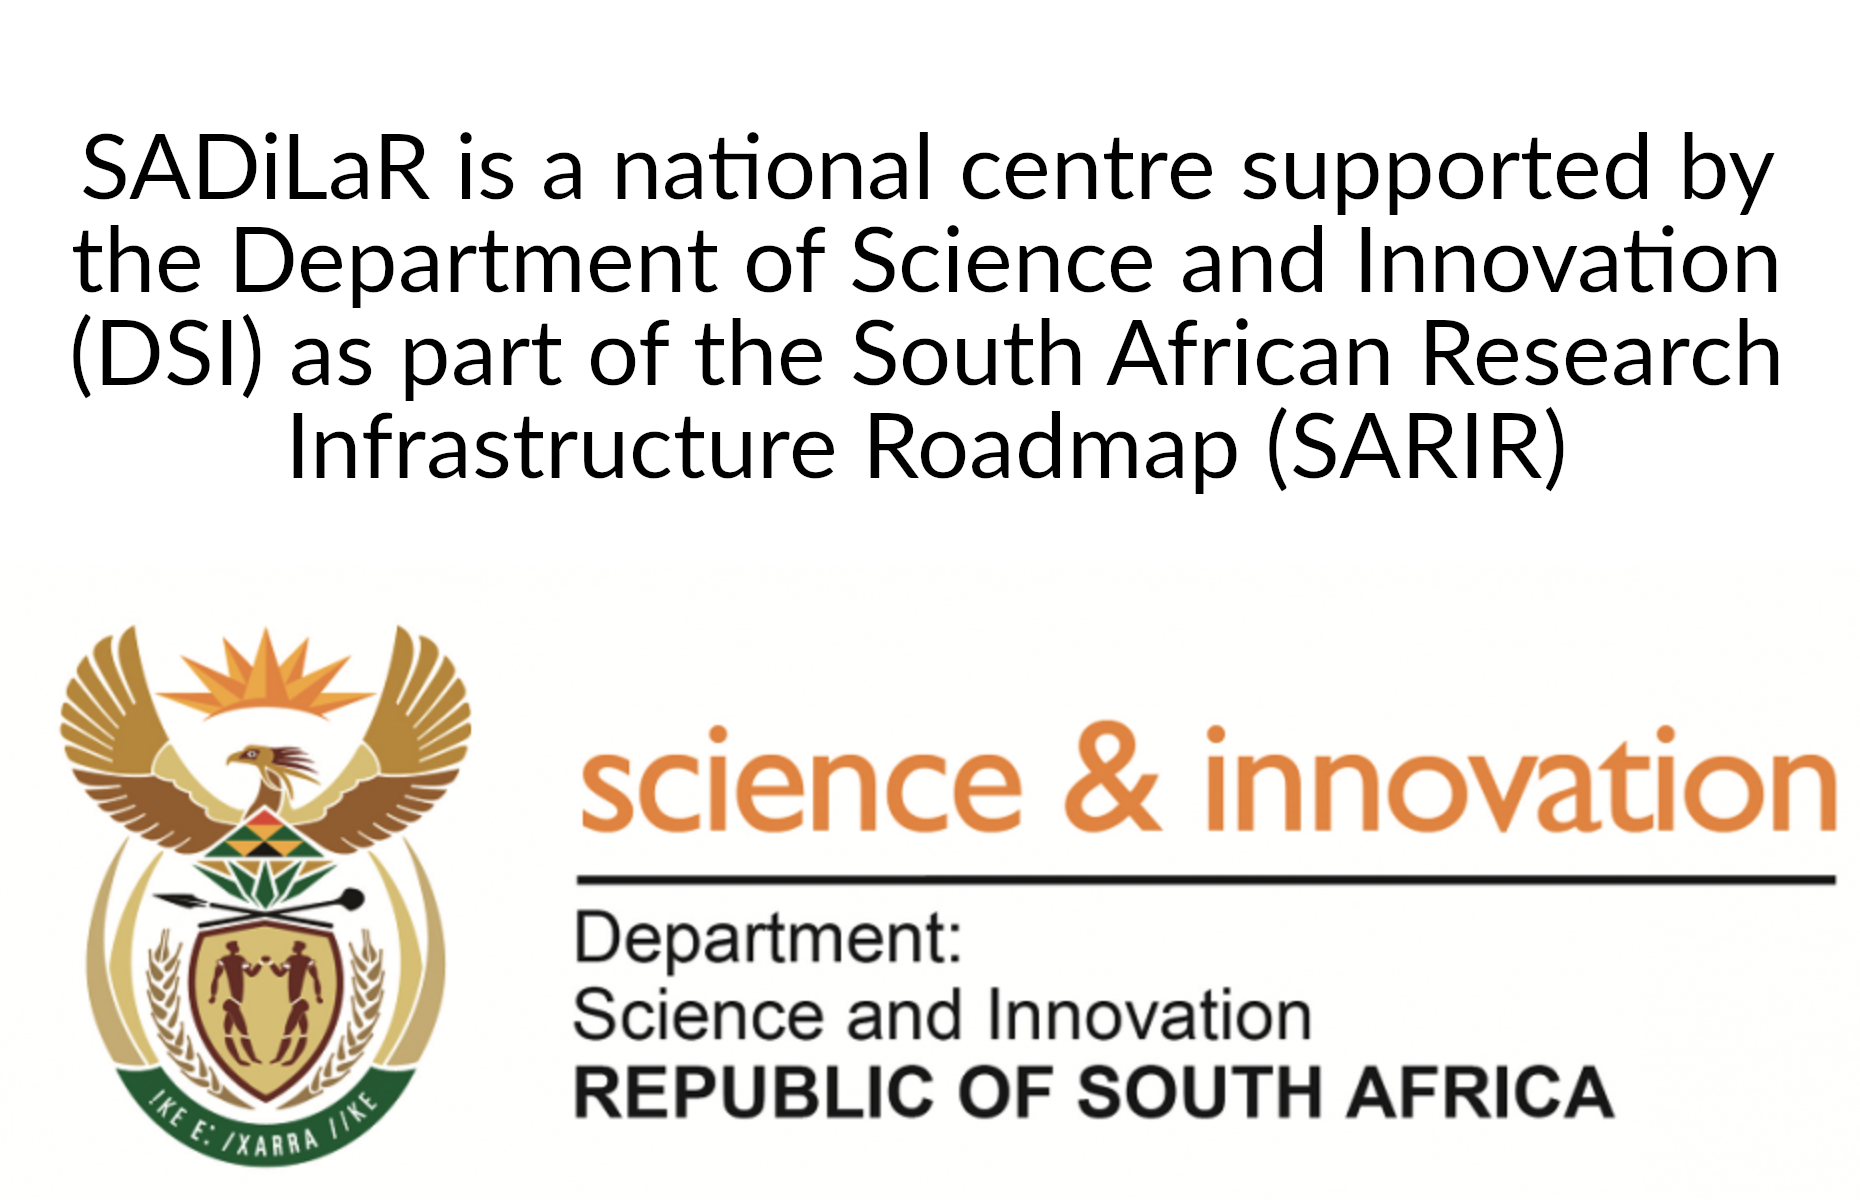 SADiLaR is a national centre supported by
the Department of Science and Innovation
(DSI) as part of the South African Research
Infrastructure Roadmap (SARIR)
science & innovation
Department:
Science and Innovation
REPUBLIC OF SOUTH AFRICA
!KE E: /XARRA //KE